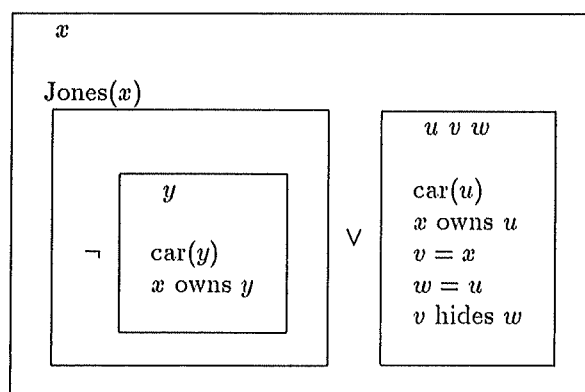 x
Jones(x)
¬
y
car(y)
x owns y
∨
u v w
car(u)
x owns u
v = x
w = u
v hides w